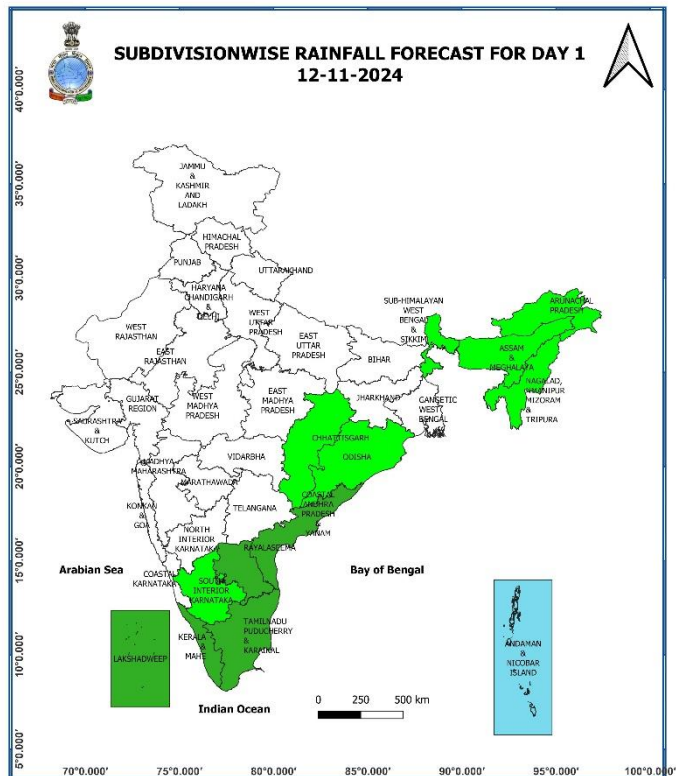 SUBDIVISIONWISE RAINFALL FORECAST FOR DAY 1
12-11-2024
40°0.000'
35°0.000'
30°0.000'
25°0.000'
20°0.000'
15°0.000'
10°0.000'
5°0.000'
JAMMU
&
KASHMIR
AND
LADAKH
HIMACHAL
PRADESH
PUNJAB
UTTARAKHAND
HARYANA
CHANDIGARH
&
DELHI
WEST
UTTAR
PRADESH
EAST
UTTAR
PRADESH
WEST
RAJASTHAN
EAST
RAJASTHAN
SUB-HIMALAYAN
WEST
BENGAL
&
SIKKIM
ARUNACHAL
PRADESH
ASSAM
&
MEGHALAYA
NAGALAD,
MANIPUR
MIZORAM
&
TRIPURA
BIHAR
JHARKHAND
GANGETIC
WEST
BENGAL
SAURASHTRA
&
KUTCH
GUJARAT
REGION
WEST
MADHYA
PRADESH
EAST
MADHYA
PRADESH
CHHATTISGARH
ODISHA
VIDARBHA
MADHYA
MAHARASHTRA
MARATHAWADA
KONKAN
&
GOA
TELANGANA
COASTAL
ANDHRA
PRADESH
&
YANAM
NORTH
INTERIOR
KARNATAKA
RAYALASEEMA
COASTAL
KARNATAKA
SOUTH
INTERIOR
KARNATAKA
Arabian Sea
Bay of Bengal
TAMILNADU
PUDUCHERRY
&
KARAIKAL
KERALA
&
MAHE
LAKSHADWEEP
ANDAMAN
&
NICOBAR
ISLAND
Indian Ocean
0 250 500 km
70°0.000' 75°0.000' 80°0.000' 85°0.000' 90°0.000' 95°0.000' 100°0.000'